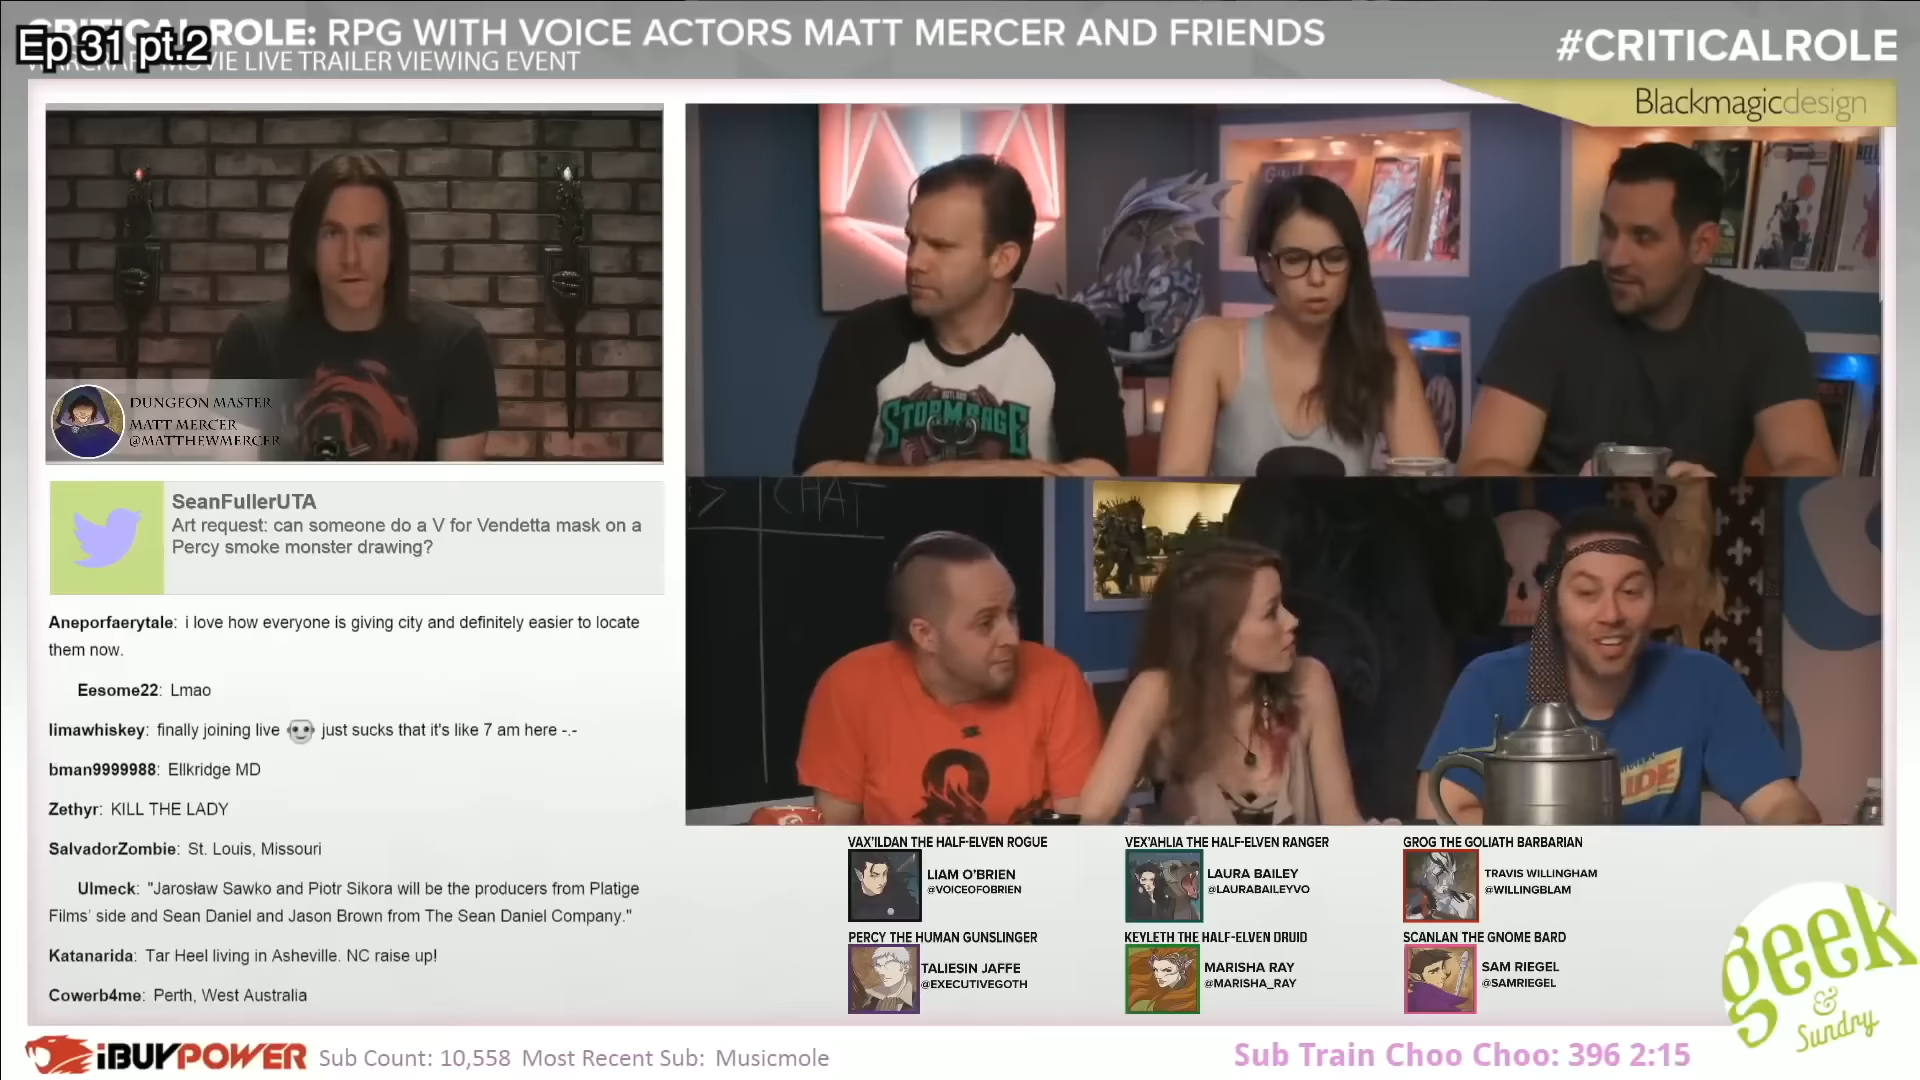 CRITICAL ROLE: RPG WITH VOICE ACTORS MATT MERCER AND FRIENDS
Ep 31 pt.2
WARCRAFT MOVIE LIVE TRAILER VIEWING EVENT
#CRITICALROLE
Blackmagicdesign
DUNGEON MASTER
MATT MERCER
@MATTHEWMERCER
STORMRAGE
CHAT
SeanFullerUTA
Art request: can someone do a V for Vendetta mask on a
Percy smoke monster drawing?
Aneporfaerytale: i love how everyone is giving city and definitely easier to locate
them now.
Eesome22: Lmao
limawhiskey: finally joining live just sucks that it's like 7 am here -.-
bman9999988: Ellkridge MD
Zethyr: KILL THE LADY
SalvadorZombie: St. Louis, Missouri
Ulmeck: "Jarosław Sawko and Piotr Sikora will be the producers from Platige
Films' side and Sean Daniel and Jason Brown from The Sean Daniel Company."
Katanarida: Tar Heel living in Asheville. NC raise up!
Cowerb4me: Perth, West Australia
VAX'ILDAN THE HALF-ELVEN ROGUE
LIAM O'BRIEN
@VOICEOFOBRIEN
VEX'AHLIA THE HALF-ELVEN RANGER
LAURA BAILEY
@LAURABAILEYVO
GROG THE GOLIATH BARBARIAN
TRAVIS WILLINGHAM
@WILLINGBLAM
PERCY THE HUMAN GUNSLINGER
TALIESIN JAFFE
@EXECUTIVEGOTH
KEYLETH THE HALF-ELVEN DRUID
MARISHA RAY
@MARISHA_RAY
SCANLAN THE GNOME BARD
SAM RIEGEL
@SAMRIEGEL
geek
&
Sundry
iBUYPOWER
Sub Count: 10,558 Most Recent Sub: Musicmole
Sub Train Choo Choo: 396 2:15